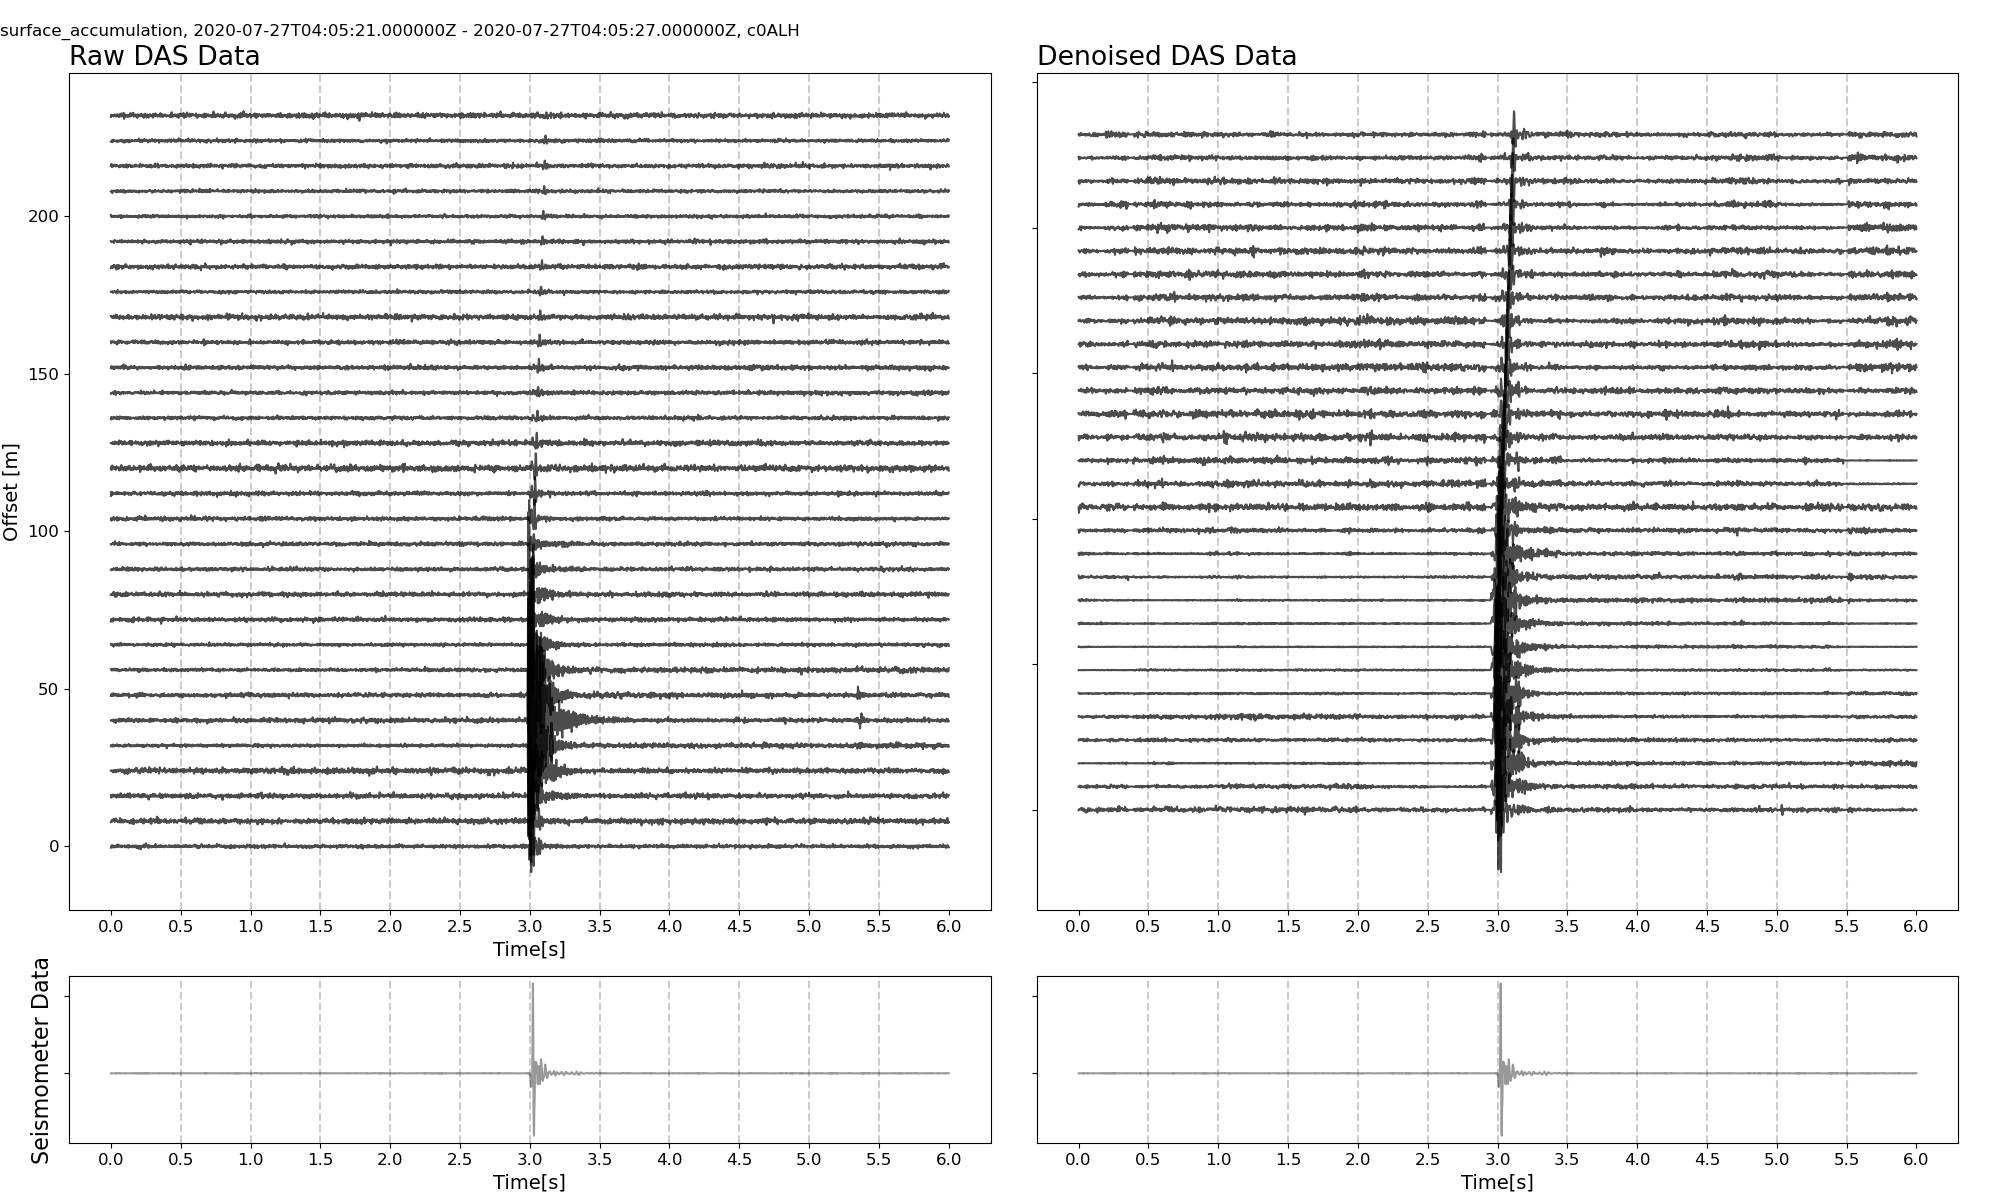 surface_accumulation, 2020-07-27T04:05:21.000000Z - 2020-07-27T04:05:27.000000Z, c0ALH
Raw DAS Data
Denoised DAS Data
Offset [m]
200
150
100
50
0
0.0 0.5 1.0 1.5 2.0 2.5 3.0 3.5 4.0 4.5 5.0 5.5 6.0
Time[s]
0.0 0.5 1.0 1.5 2.0 2.5 3.0 3.5 4.0 4.5 5.0 5.5 6.0
Seismometer Data
0.0 0.5 1.0 1.5 2.0 2.5 3.0 3.5 4.0 4.5 5.0 5.5 6.0
Time[s]
0.0 0.5 1.0 1.5 2.0 2.5 3.0 3.5 4.0 4.5 5.0 5.5 6.0
Time[s]